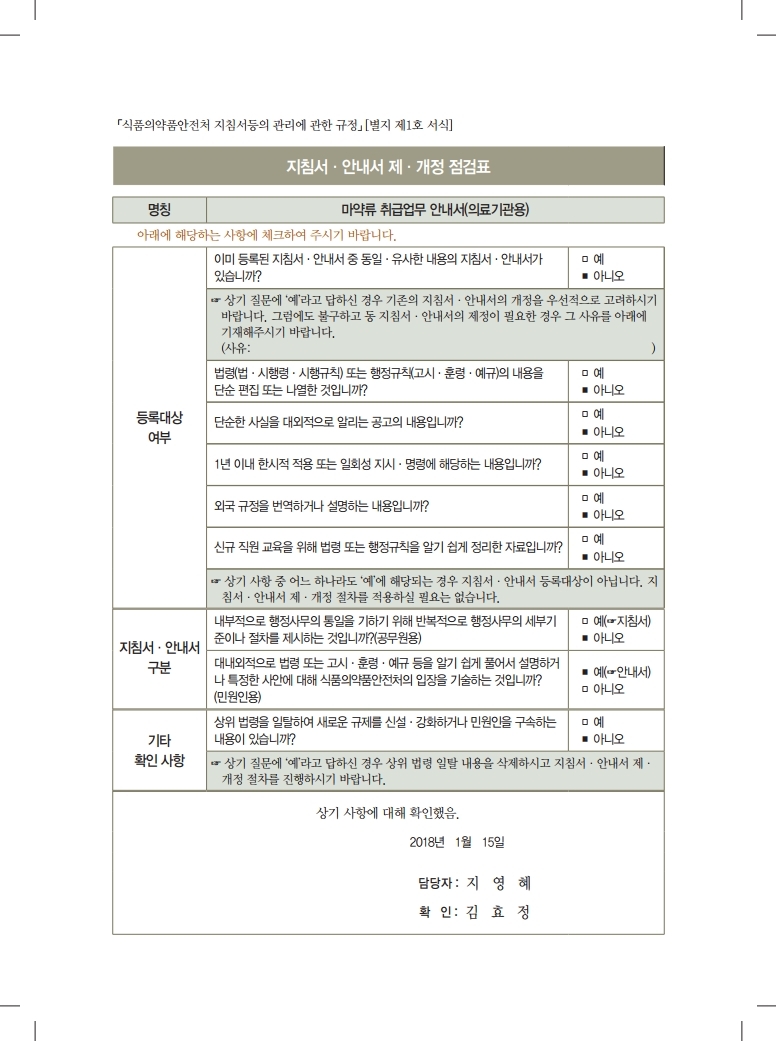 「식품의약품안전처 지침서등의 관리에 관한 규정」[별지 제1호 서식]
지침서 · 안내서 제 · 개정 점검표
명칭
마약류 취급업무 안내서(의료기관용)
아래에 해당하는 사항에 체크하여 주시기 바랍니다.
등록대상
여부
이미 등록된 지침서 · 안내서 중 동일 · 유사한 내용의 지침서 · 안내서가
있습니까?
□ 예
■ 아니오
☞ 상기 질문에 ‘예’라고 답하신 경우 기존의 지침서 · 안내서의 개정을 우선적으로 고려하시기
바랍니다. 그럼에도 불구하고 동 지침서 · 안내서의 제정이 필요한 경우 그 사유를 아래에
기재해주시기 바랍니다.
(사유: )
법령(법 · 시행령 · 시행규칙) 또는 행정규칙(고시 · 훈령 · 예규)의 내용을
단순 편집 또는 나열한 것입니까?
□ 예
■ 아니오
단순한 사실을 대외적으로 알리는 공고의 내용입니까?
□ 예
■ 아니오
1년 이내 한시적 적용 또는 일회성 지시 · 명령에 해당하는 내용입니까?
□ 예
■ 아니오
외국 규정을 번역하거나 설명하는 내용입니까?
□ 예
■ 아니오
신규 직원 교육을 위해 법령 또는 행정규칙을 알기 쉽게 정리한 자료입니까?
□ 예
■ 아니오
☞ 상기 사항 중 어느 하나라도 ‘예’에 해당되는 경우 지침서 · 안내서 등록대상이 아닙니다. 지
침서 · 안내서 제 · 개정 절차를 적용하실 필요는 없습니다.
지침서 · 안내서
구분
내부적으로 행정사무의 통일을 기하기 위해 반복적으로 행정사무의 세부기
준이나 절차를 제시하는 것입니까?(공무원용)
□ 예(☞지침서)
■ 아니오
대내외적으로 법령 또는 고시 · 훈령 · 예규 등을 알기 쉽게 풀어서 설명하거
나 특정한 사안에 대해 식품의약품안전처의 입장을 기술하는 것입니까?
(민원인용)
■ 예(☞안내서)
□ 아니오
기타
확인 사항
상위 법령을 일탈하여 새로운 규제를 신설 · 강화하거나 민원인을 구속하는
내용이 있습니까?
□ 예
■ 아니오
☞ 상기 질문에 ‘예’라고 답하신 경우 상위 법령 일탈 내용을 삭제하시고 지침서 · 안내서 제 ·
개정 절차를 진행하시기 바랍니다.
상기 사항에 대해 확인했음.
2018년 1월 15일
담당자 : 지 영 혜
확 인 : 김 효 정